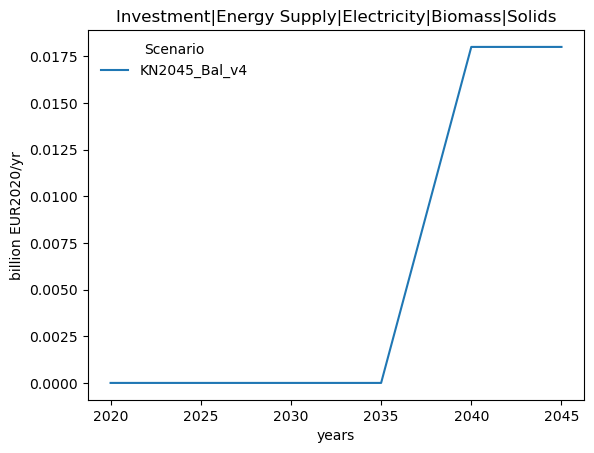 Investment|Energy Supply|Electricity|Biomass|Solids
Scenario
KN2045_Bal_v4
billion EUR2020/yr
0.0175
0.0150
0.0125
0.0100
0.0075
0.0050
0.0025
0.0000
2020 2025 2030 2035 2040 2045
years